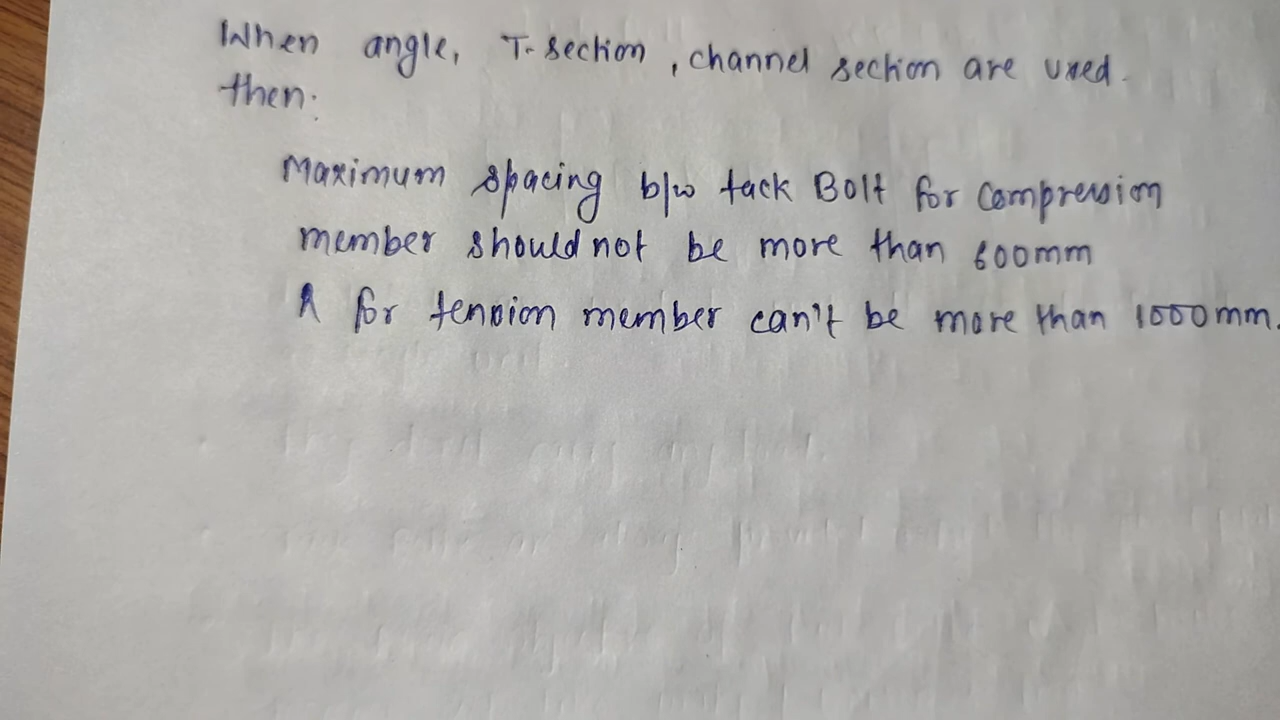 When angle, T-section, channel section are used.
then:
Maximum spacing b/w tack Bolt for compression
member should not be more than 600mm
& for tension member can't be more than 1000mm.